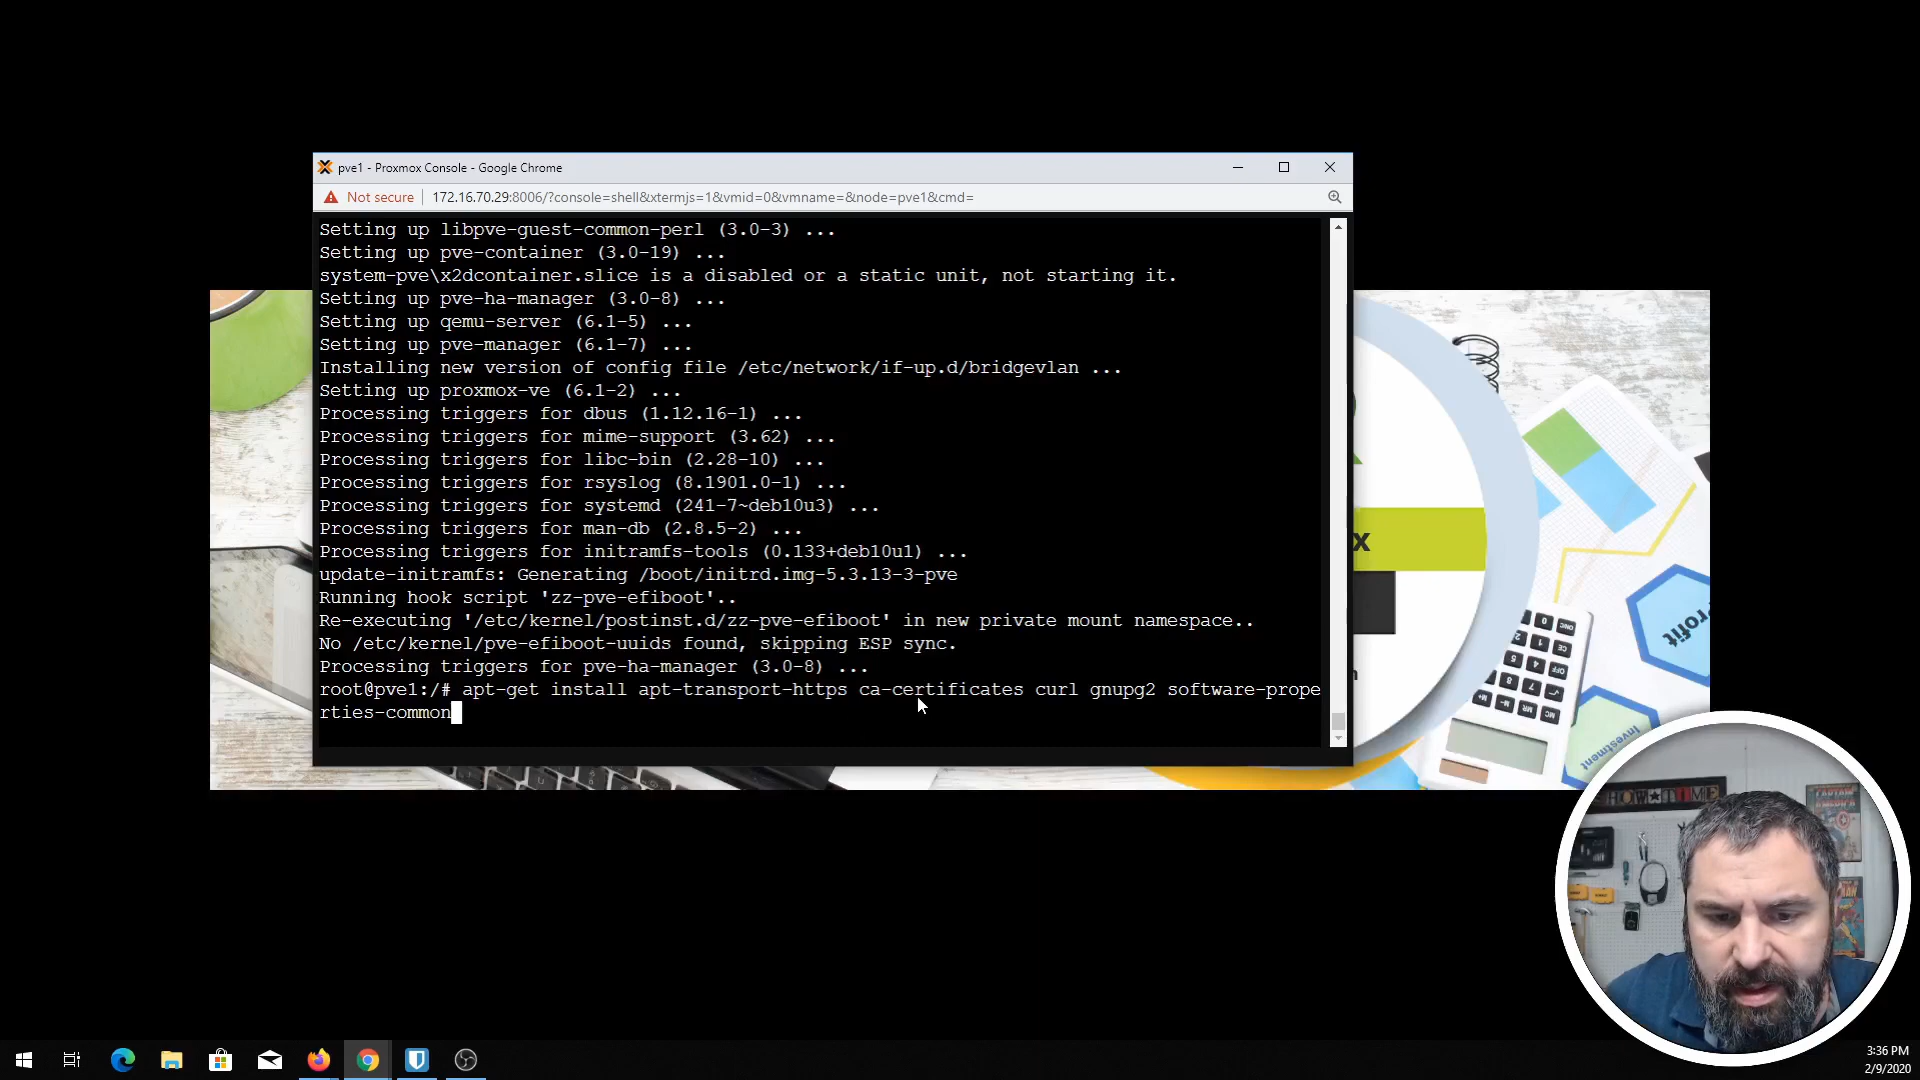 pve1 - Proxmox Console - Google Chrome
Not secure
172.16.70.29:8006/?console=shell&xtermjs=1&vmid=0&vmname=&node=pve1&cmd=
Setting up libpve-guest-common-perl (3.0-3) ...
Setting up pve-container (3.0-19) ...
system-pve\x2dcontainer.slice is a disabled or a static unit, not starting it.
Setting up pve-ha-manager (3.0-8) ...
Setting up qemu-server (6.1-5) ...
Setting up pve-manager (6.1-7) ...
Installing new version of config file /etc/network/if-up.d/bridgevlan ...
Setting up proxmox-ve (6.1-2) ...
Processing triggers for dbus (1.12.16-1) ...
Processing triggers for mime-support (3.62) ...
Processing triggers for libc-bin (2.28-10) ...
Processing triggers for rsyslog (8.1901.0-1) ...
Processing triggers for systemd (241-7~deb10u3) ...
Processing triggers for man-db (2.8.5-2) ...
Processing triggers for initramfs-tools (0.133+deb10u1) ...
update-initramfs: Generating /boot/initrd.img-5.3.13-3-pve
Running hook script 'zz-pve-efiboot'..
Re-executing '/etc/kernel/postinst.d/zz-pve-efiboot' in new private mount namespace..
No /etc/kernel/pve-efiboot-uuids found, skipping ESP sync.
Processing triggers for pve-ha-manager (3.0-8) ...
root@pve1:/# apt-get install apt-transport-https ca-certificates curl gnupg2 software-prope
rties-common
x
Profit
Investment
3:36 PM
2/9/2020